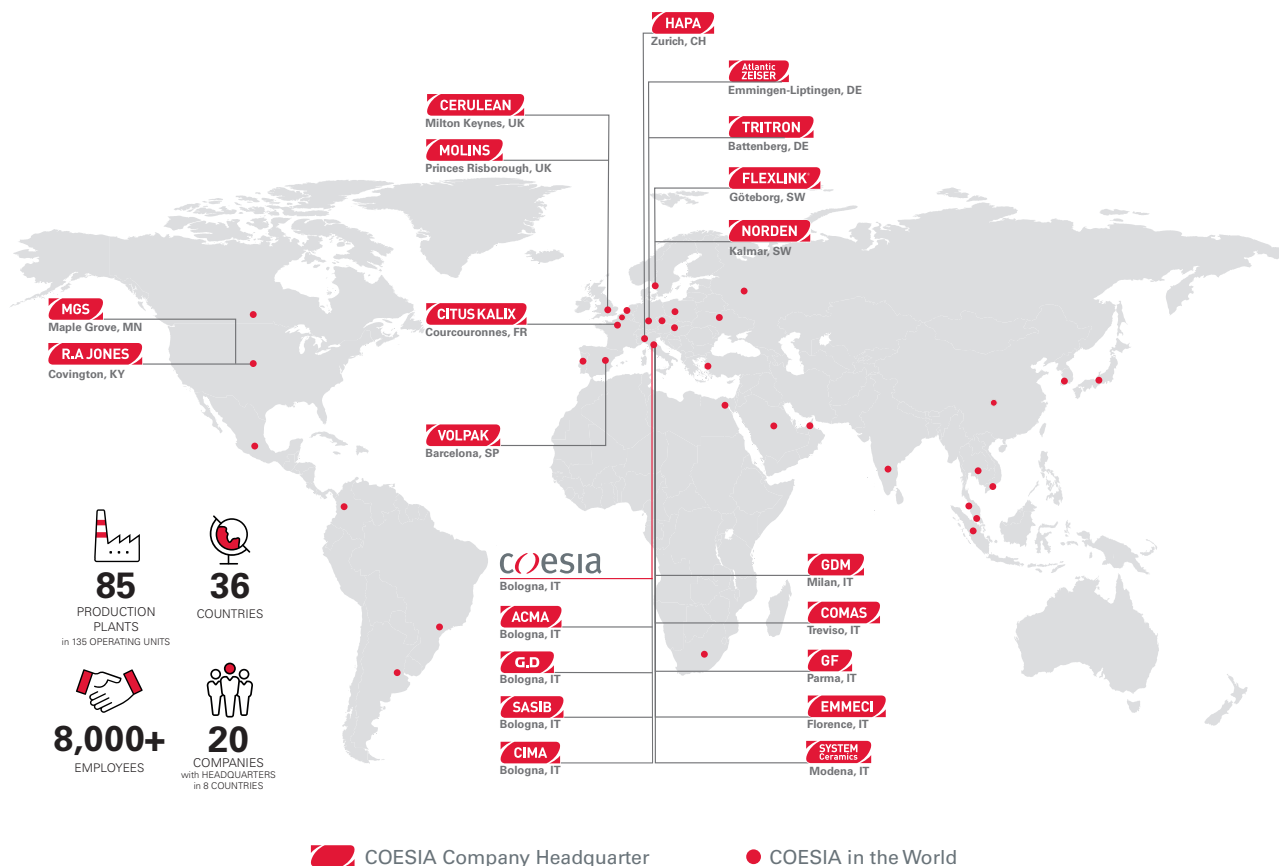 HAPA
Zurich, CH
Atlantic
ZEISER
Emmingen-Liptingen, DE
CERULEAN
Milton Keynes, UK
TRITRON
Battenberg, DE
MOLINS
Princes Risborough, UK
FLEXLINK®
Göteborg, SW
NORDEN
Kalmar, SW
MGS
Maple Grove, MN
CITUS KALIX
Courcouronnes, FR
R.A JONES
Covington, KY
VOLPAK
Barcelona, SP
85
PRODUCTION
PLANTS
in 135 OPERATING UNITS
36
COUNTRIES
8,000+
EMPLOYEES
20
COMPANIES
with HEADQUARTERS
in 8 COUNTRIES
coesia
Bologna, IT
ACMA
Bologna, IT
G.D
Bologna, IT
SASIB
Bologna, IT
CIMA
Bologna, IT
GDM
Milan, IT
COMAS
Treviso, IT
GF
Parma, IT
EMMECI
Florence, IT
SYSTEM
Ceramics
Modena, IT
COESIA Company Headquarter
COESIA in the World